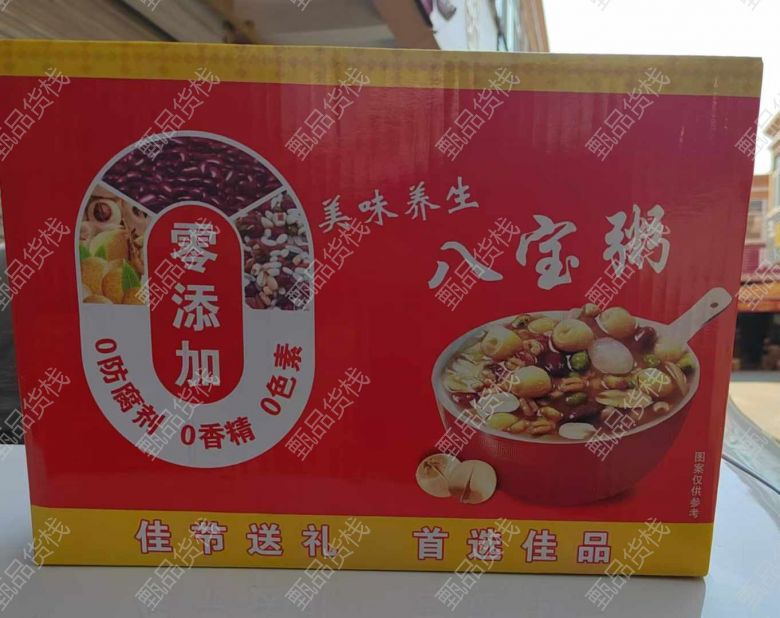 美味养生
八宝粥
零添加
0防腐剂 0香精 0色素
图案仅供参考
佳节送礼 首选佳品
甄品货栈